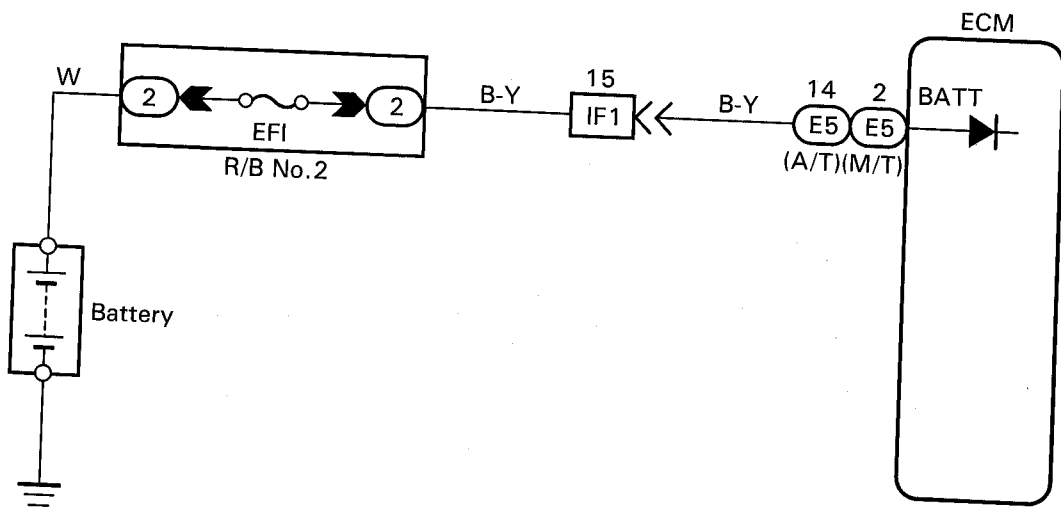 ECM
W
2
2
EFI
R/B No.2
B-Y
15
IF1
B-Y
14
2
E5
E5
(A/T)(M/T)
BATT
Battery